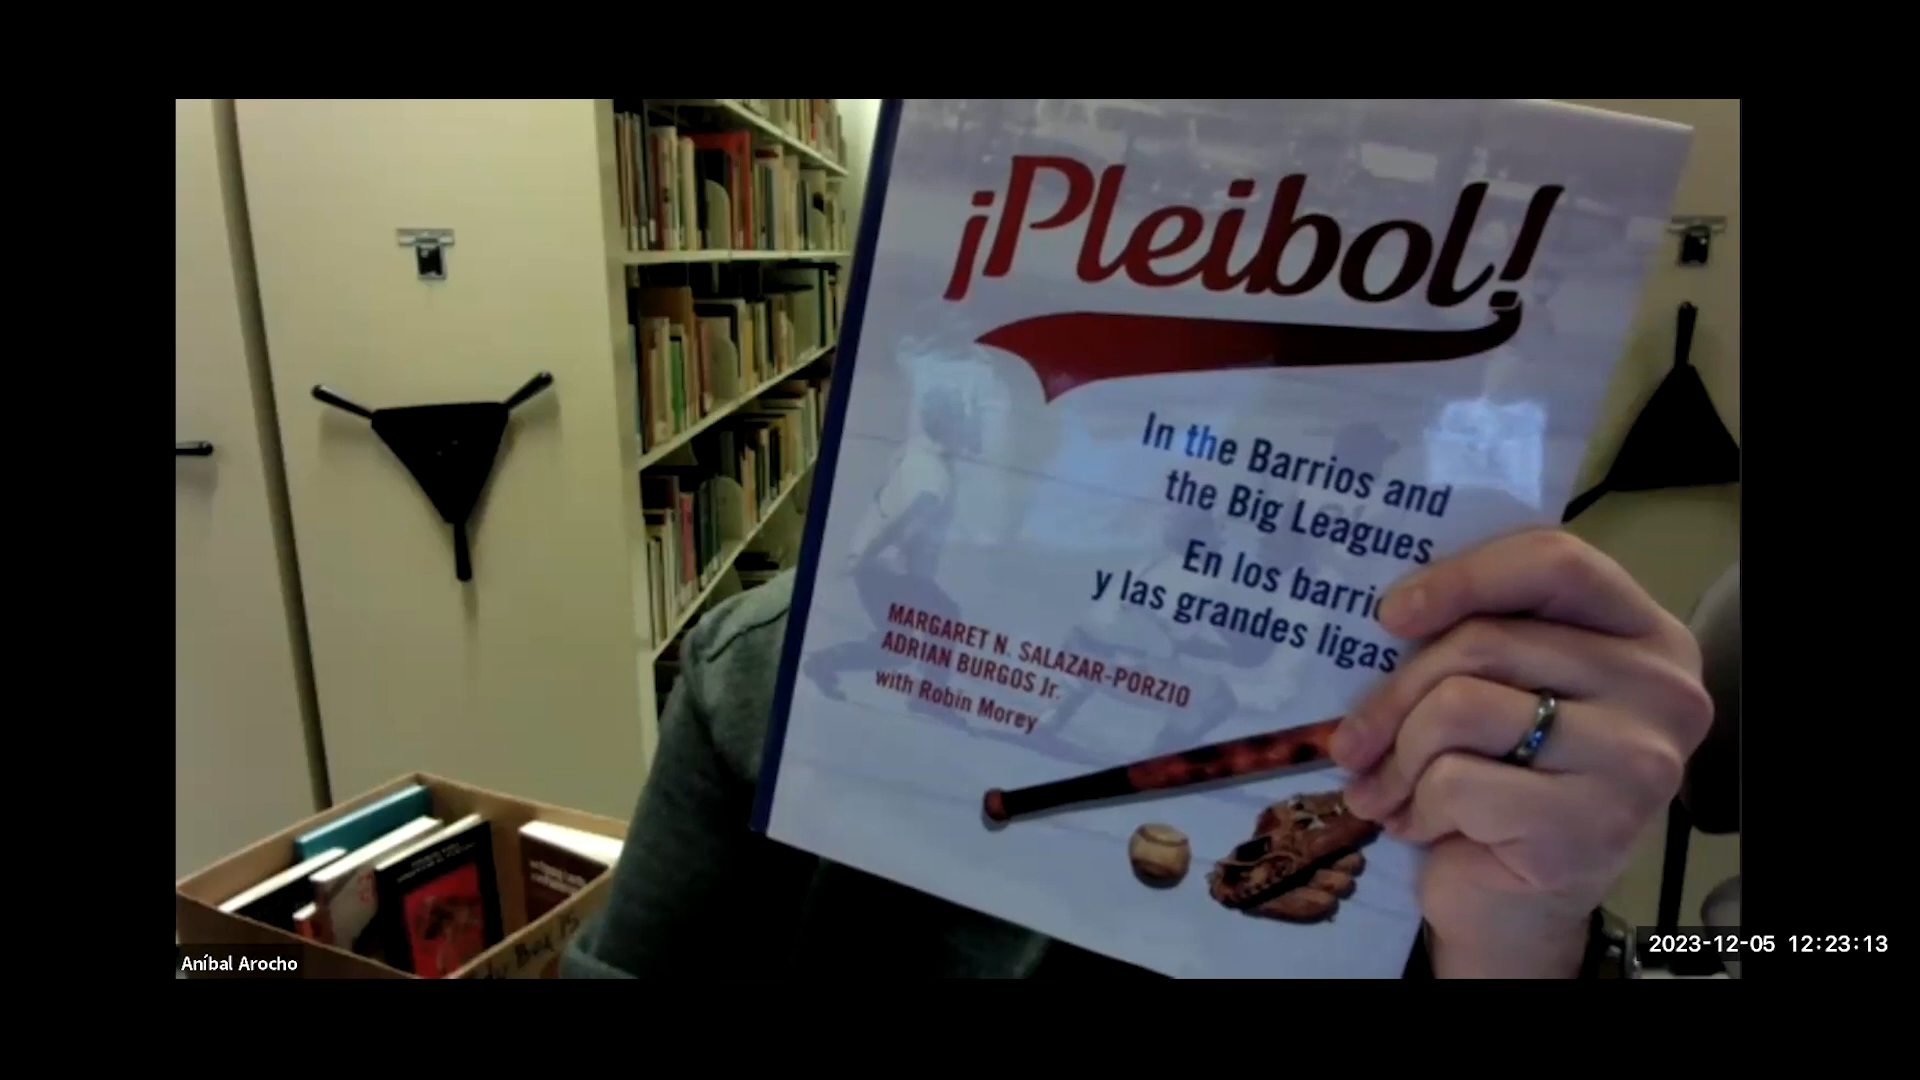 ¡Pleibol!
In the Barrios and
the Big Leagues
En los barrio
y las grandes ligas
MARGARET N. SALAZAR-PORZIO
ADRIAN BURGOS Jr.
with Robin Morey
Aníbal Arocho
2023-12-05 12:23:13